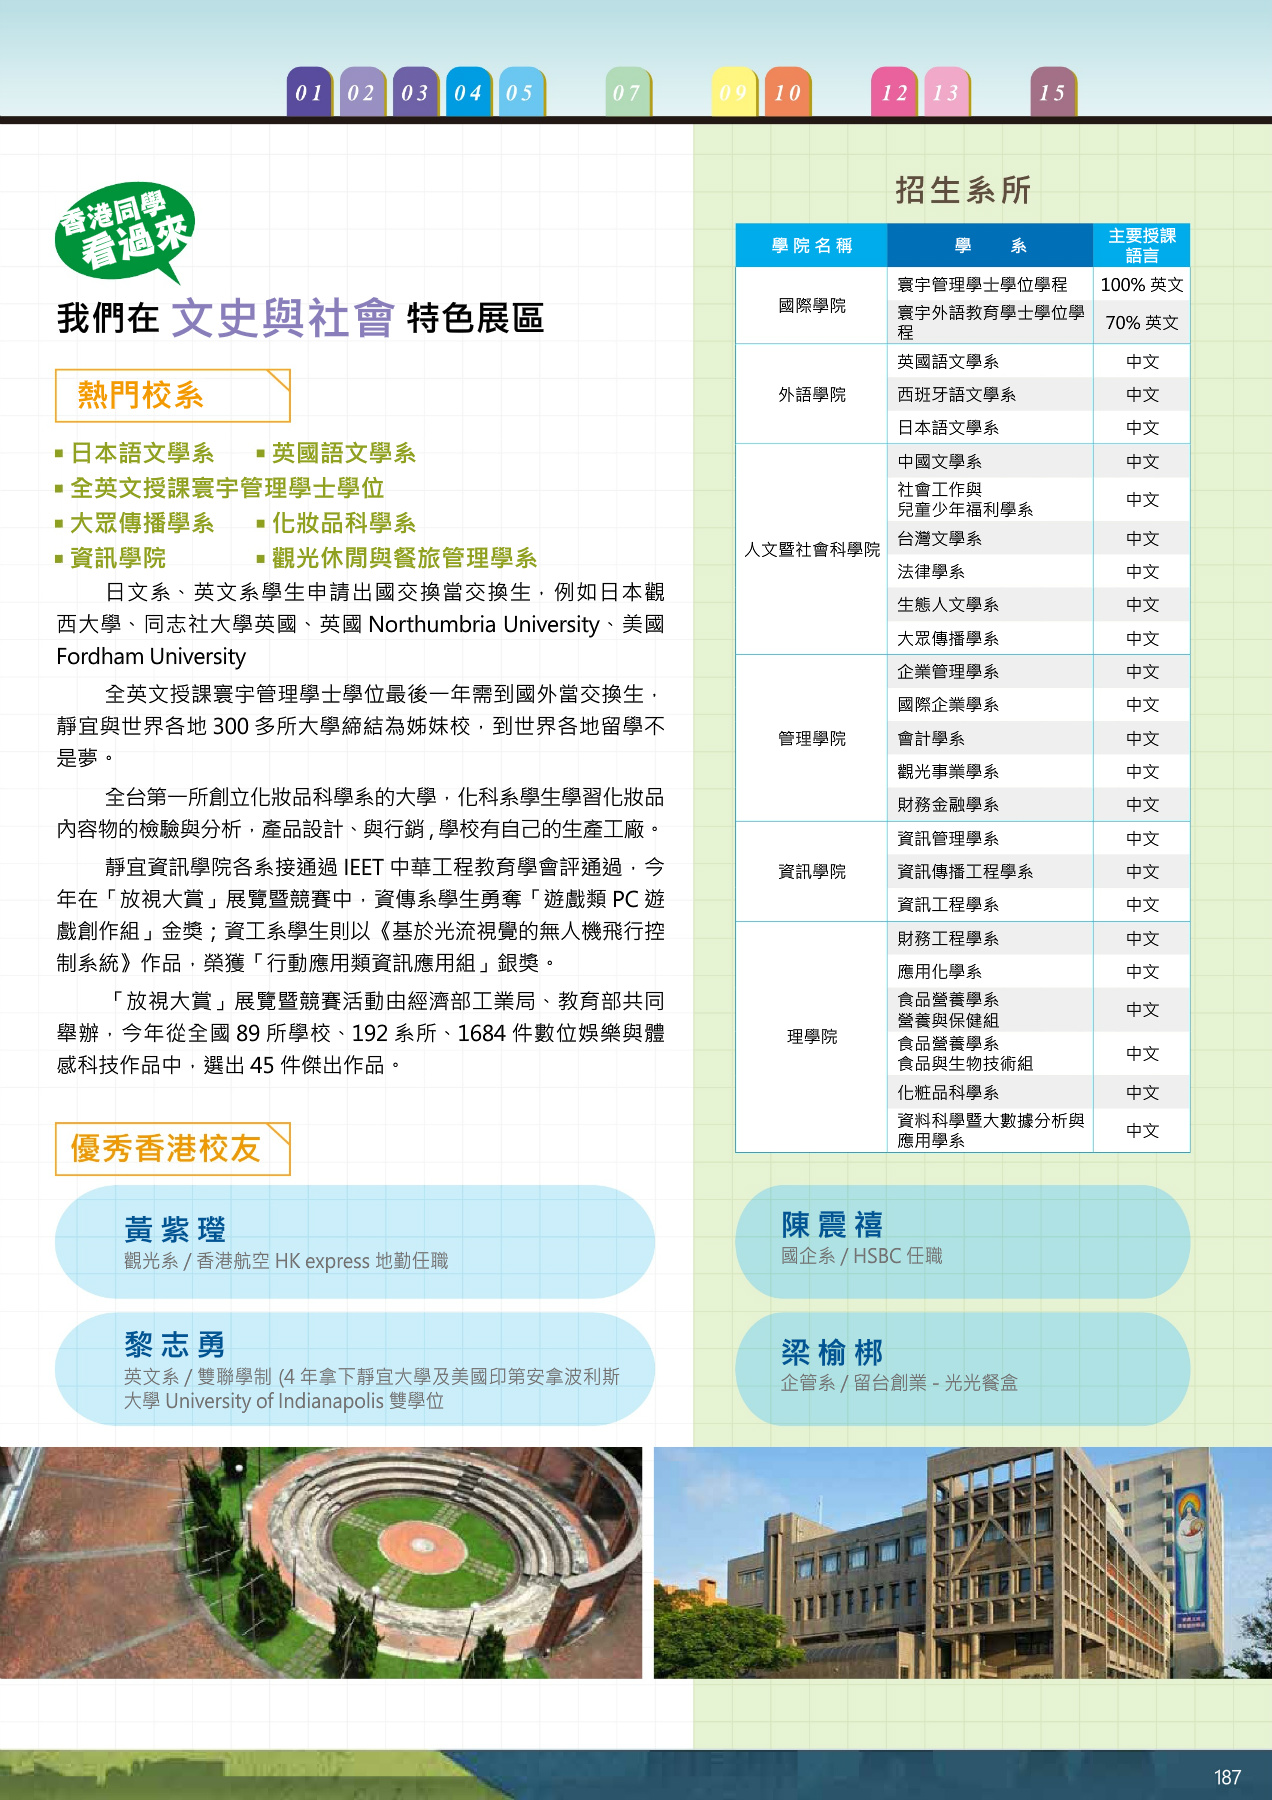 01 02 03 04 05 07 09 10 12 13 15
香港同學
看過來
我們在 文史與社會 特色展區
熱門校系
▪ 日本語文學系 ▪ 英國語文學系
▪ 全英文授課寰宇管理學士學位
▪ 大眾傳播學系 ▪ 化妝品科學系
▪ 資訊學院 ▪ 觀光休閒與餐旅管理學系
日文系、英文系學生申請出國交換當交換生，例如日本觀
西大學、同志社大學英國、英國 Northumbria University、美國
Fordham University
全英文授課寰宇管理學士學位最後一年需到國外當交換生，
靜宜與世界各地 300 多所大學締結為姊妹校，到世界各地留學不
是夢。
全台第一所創立化妝品科學系的大學，化科系學生學習化妝品
內容物的檢驗與分析，產品設計、與行銷 , 學校有自己的生產工廠。
靜宜資訊學院各系接通過 IEET 中華工程教育學會評通過，今
年在「放視大賞」展覽暨競賽中，資傳系學生勇奪「遊戲類 PC 遊
戲創作組」金獎；資工系學生則以《基於光流視覺的無人機飛行控
制系統》作品，榮獲「行動應用類資訊應用組」銀獎。
「放視大賞」展覽暨競賽活動由經濟部工業局、教育部共同
舉辦，今年從全國 89 所學校、192 系所、1684 件數位娛樂與體
感科技作品中，選出 45 件傑出作品。
招生系所
學院名稱 學 系 主要授課
語言
國際學院
寰宇管理學士學位學程 100% 英文
寰宇外語教育學士學位學
程 70% 英文
外語學院
英國語文學系 中文
西班牙語文學系 中文
日本語文學系 中文
人文暨社會科學院
中國文學系 中文
社會工作與
兒童少年福利學系 中文
台灣文學系 中文
法律學系 中文
生態人文學系 中文
大眾傳播學系 中文
管理學院
企業管理學系 中文
國際企業學系 中文
會計學系 中文
觀光事業學系 中文
財務金融學系 中文
資訊學院
資訊管理學系 中文
資訊傳播工程學系 中文
資訊工程學系 中文
理學院
財務工程學系 中文
應用化學系 中文
食品營養學系
營養與保健組 中文
食品營養學系
食品與生物技術組 中文
化粧品科學系 中文
資料科學暨大數據分析與
應用學系 中文
優秀香港校友
黃紫瑩
觀光系 / 香港航空 HK express 地勤任職
黎志勇
英文系 / 雙聯學制 (4 年拿下靜宜大學及美國印第安拿波利斯
大學 University of Indianapolis 雙學位
陳震禧
國企系 / HSBC 任職
梁榆梆
企管系 / 留台創業 - 光光餐盒
187